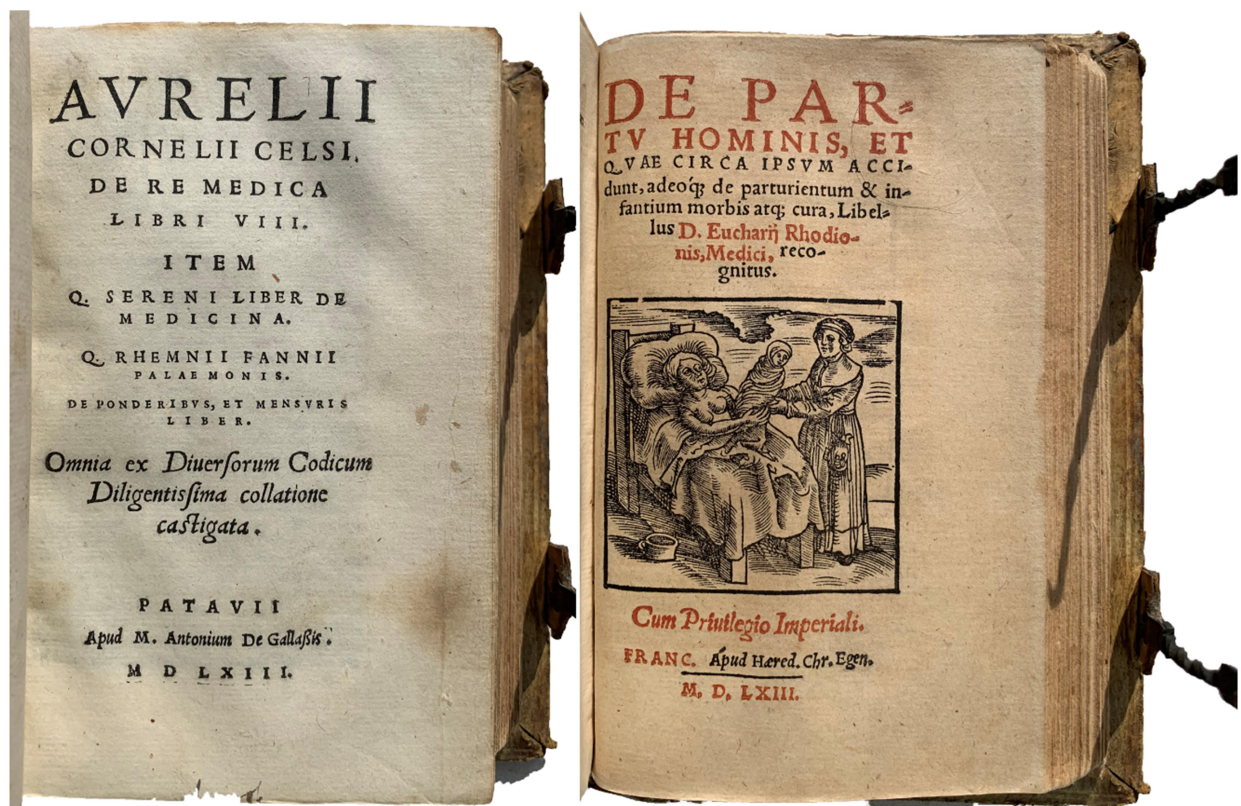 AVRELII
CORNELII CELSI.
DE RE MEDICA
LIBRI VIII.
ITEM
Q. SERENI LIBER DE
MEDICINA.
Q. RHEMNII FANNII
PALAEMONIS.
DE PONDERIBVS, ET MENSVRIS
LIBER.
Omnia ex Diuerſorum Codicum
Diligentiſſima collatione
caſtigata.
PATAVII
Apud M. Antonium De Gallaßis.
M D LXIII.
DE PAR-
TV HOMINIS, ET
QVAE CIRCA IPSVM ACCI-
dunt, adeóq; de parturientum & in-
fantium morbis atq; cura, Libel-
lus D. Eucharij Rhodio-
nis, Medici, reco-
gnitus.
Cum Priuilegio Imperiali.
FRANC. Apud Hæred. Chr. Egen.
M. D. LXIII.